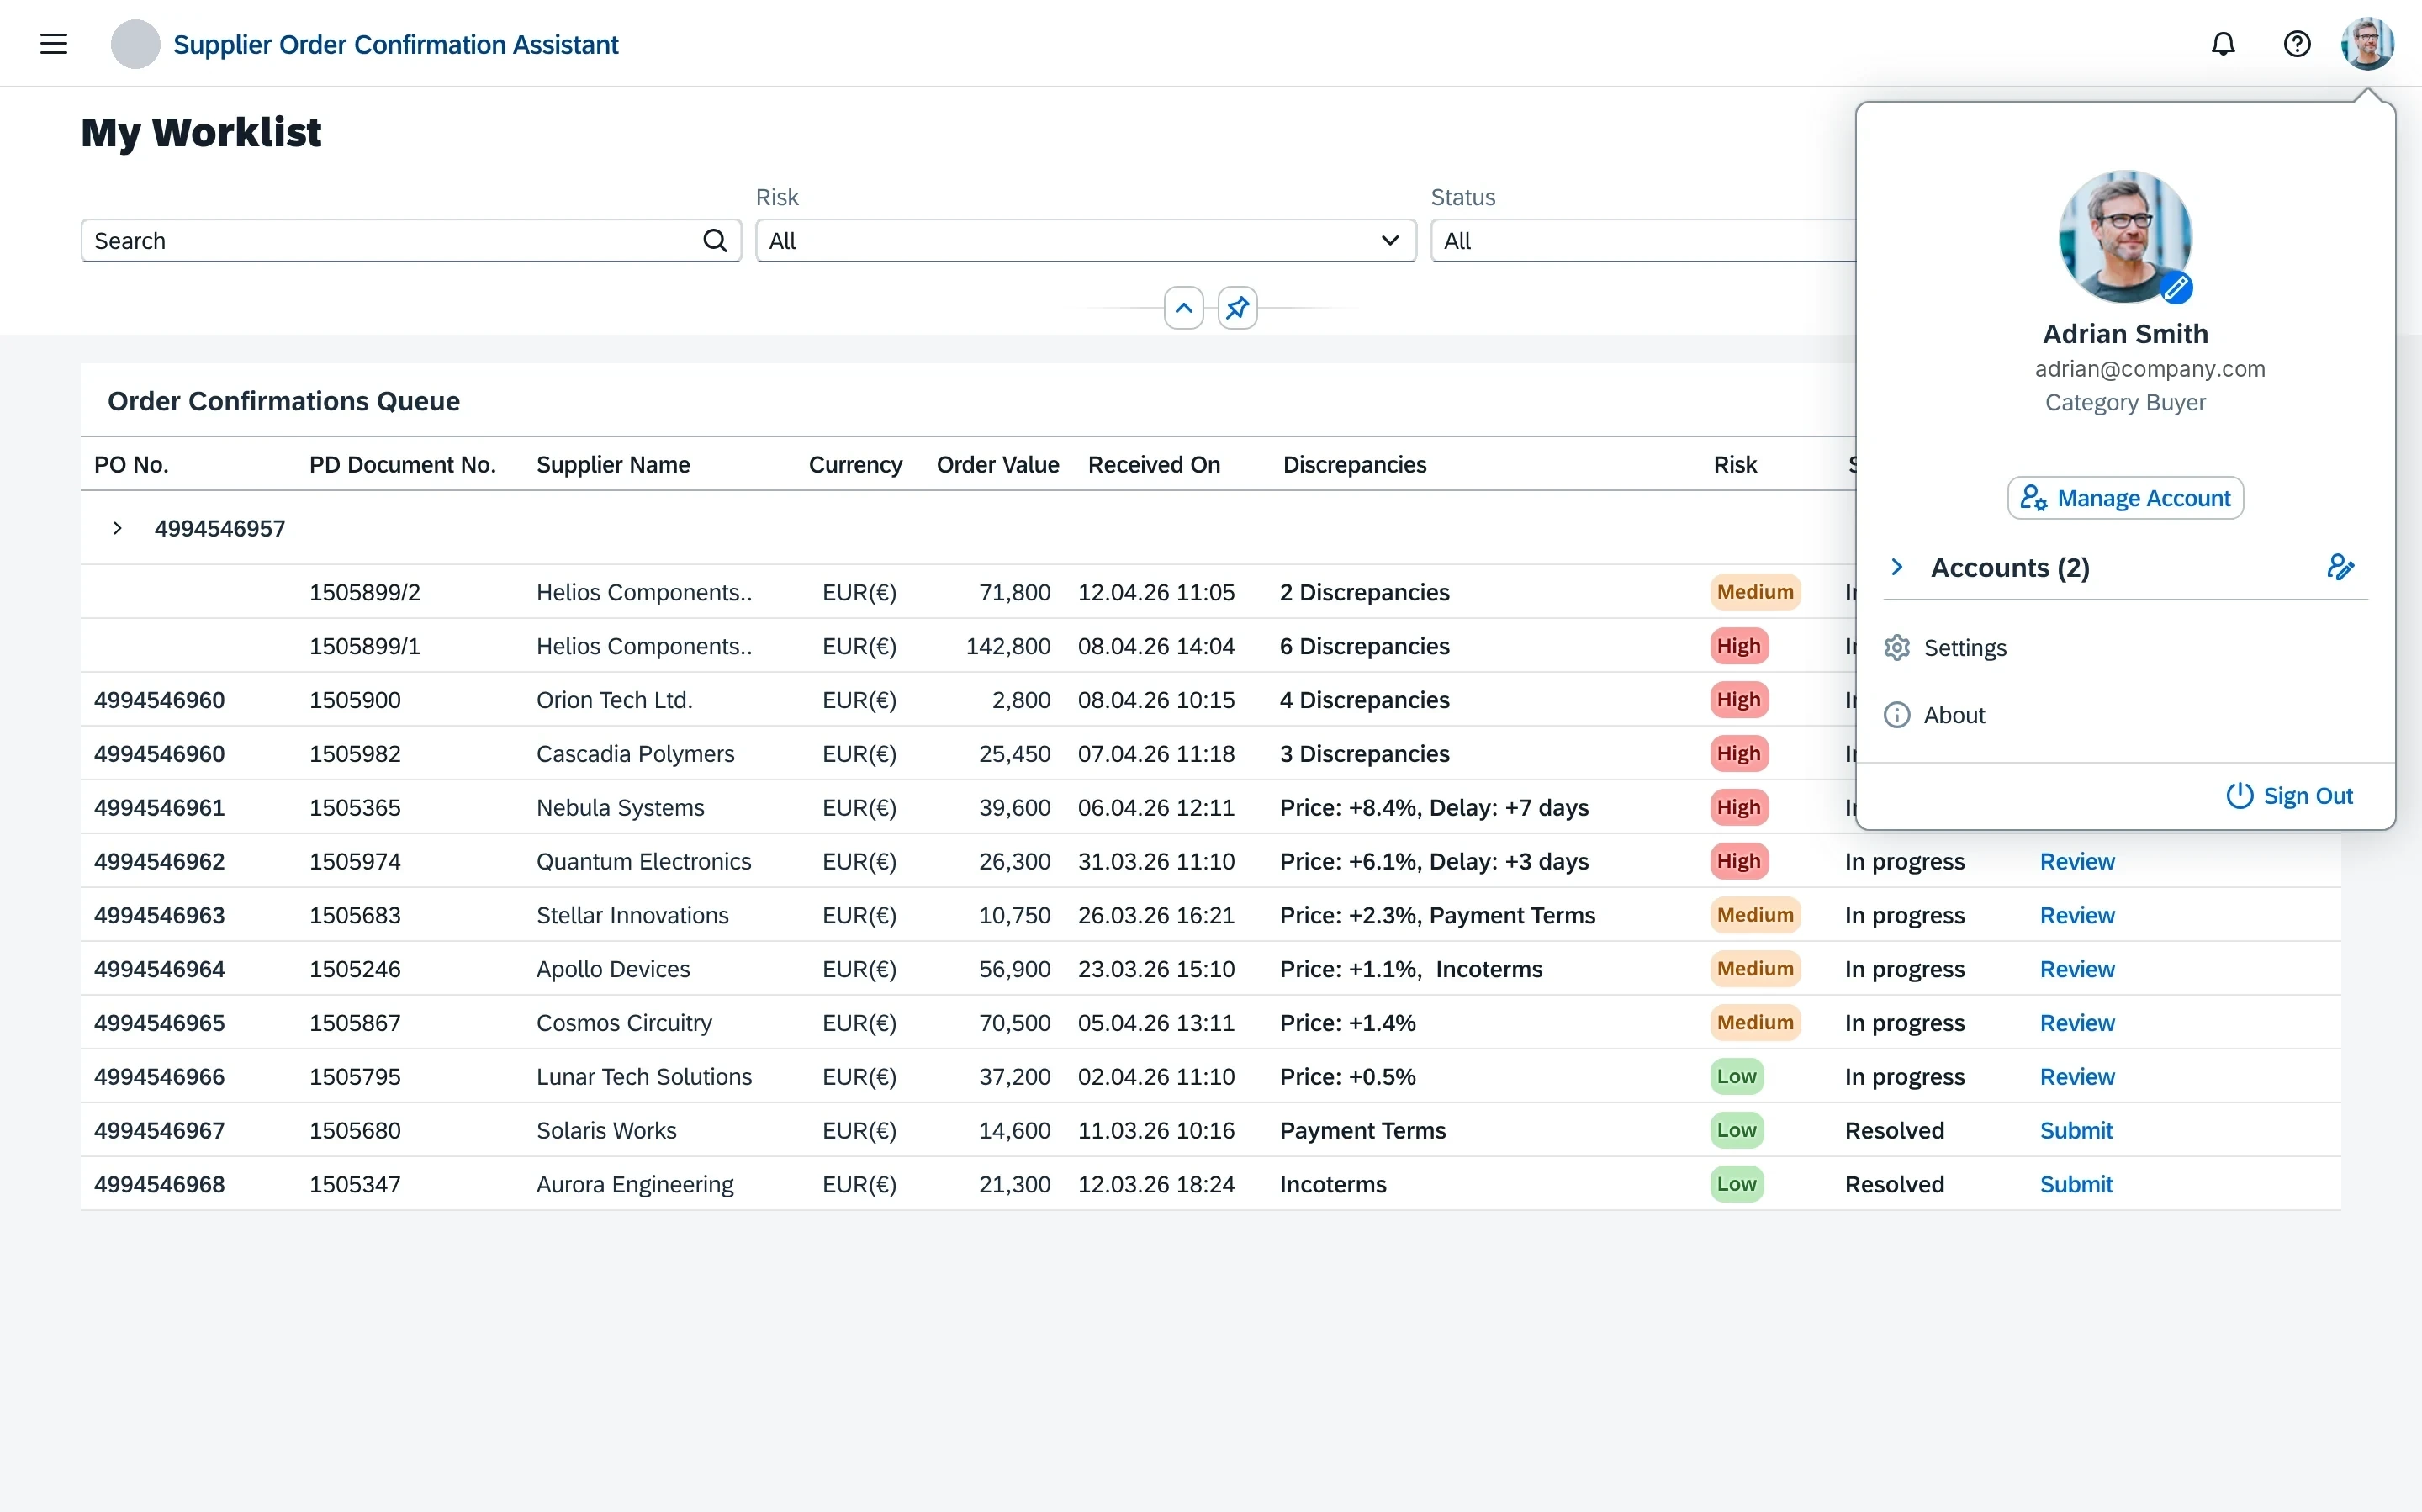 Supplier Order Confirmation Assistant
My Worklist
Risk
Status
Search
All
All
Adrian Smith
adrian@company.com
Category Buyer
Manage Account
Accounts (2)
Settings
About
Sign Out
Order Confirmations Queue
PO No. PD Document No. Supplier Name Currency Order Value Received On Discrepancies Risk
4994546957
1505899/2 Helios Components.. EUR(€) 71,800 12.04.26 11:05 2 Discrepancies Medium
1505899/1 Helios Components.. EUR(€) 142,800 08.04.26 14:04 6 Discrepancies High
4994546960 1505900 Orion Tech Ltd. EUR(€) 2,800 08.04.26 10:15 4 Discrepancies High
4994546960 1505982 Cascadia Polymers EUR(€) 25,450 07.04.26 11:18 3 Discrepancies High
4994546961 1505365 Nebula Systems EUR(€) 39,600 06.04.26 12:11 Price: +8.4%, Delay: +7 days High
4994546962 1505974 Quantum Electronics EUR(€) 26,300 31.03.26 11:10 Price: +6.1%, Delay: +3 days High In progress Review
4994546963 1505683 Stellar Innovations EUR(€) 10,750 26.03.26 16:21 Price: +2.3%, Payment Terms Medium In progress Review
4994546964 1505246 Apollo Devices EUR(€) 56,900 23.03.26 15:10 Price: +1.1%, Incoterms Medium In progress Review
4994546965 1505867 Cosmos Circuitry EUR(€) 70,500 05.04.26 13:11 Price: +1.4% Medium In progress Review
4994546966 1505795 Lunar Tech Solutions EUR(€) 37,200 02.04.26 11:10 Price: +0.5% Low In progress Review
4994546967 1505680 Solaris Works EUR(€) 14,600 11.03.26 10:16 Payment Terms Low Resolved Submit
4994546968 1505347 Aurora Engineering EUR(€) 21,300 12.03.26 18:24 Incoterms Low Resolved Submit